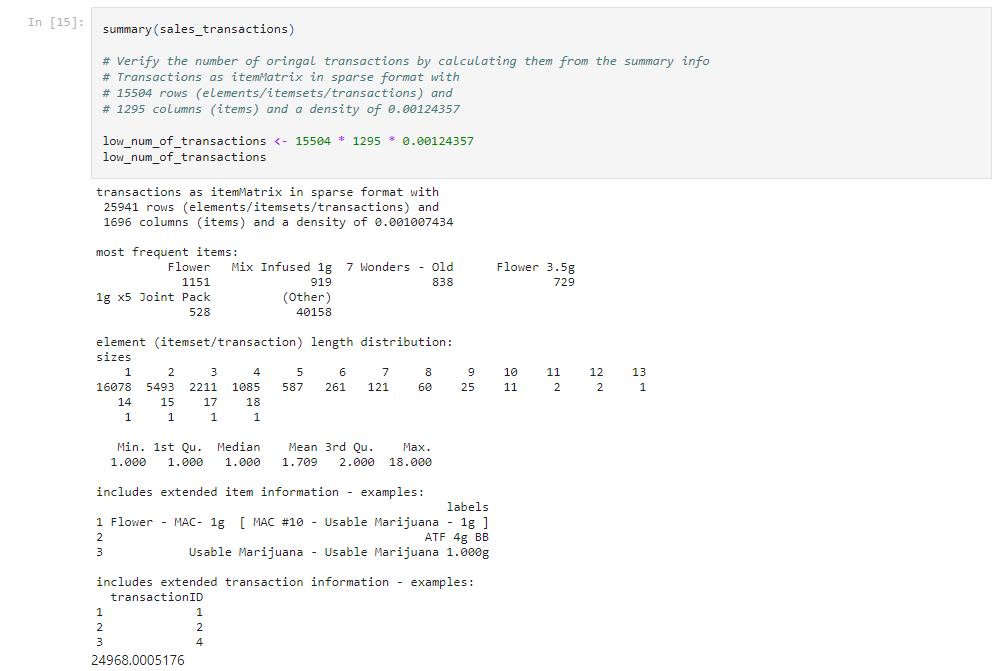 In [15]:
summary(sales_transactions)
# Verify the number of oringal transactions by calculating them from the summary info
# Transactions as itemMatrix in sparse format with
# 15504 rows (elements/itemsets/transactions) and
# 1295 columns (items) and a density of 0.00124357
low_num_of_transactions <- 15504 * 1295 * 0.00124357
low_num_of_transactions
transactions as itemMatrix in sparse format with
25941 rows (elements/itemsets/transactions) and
1696 columns (items) and a density of 0.001007434
most frequent items:
Flower Mix Infused 1g 7 Wonders - Old Flower 3.5g
1151 919 838 729
1g x5 Joint Pack (Other)
528 40158
element (itemset/transaction) length distribution:
sizes
1 2 3 4 5 6 7 8 9 10 11 12 13
16078 5493 2211 1085 587 261 121 60 25 11 2 2 1
14 15 17 18
1 1 1 1
Min. 1st Qu. Median Mean 3rd Qu. Max.
1.000 1.000 1.000 1.709 2.000 18.000
includes extended item information - examples:
labels
1 Flower - MAC- 1g [ MAC #10 - Usable Marijuana - 1g ]
2 ATF 4g BB
3 Usable Marijuana - Usable Marijuana 1.000g
includes extended transaction information - examples:
transactionID
1 1
2 2
3 4
24968.0005176